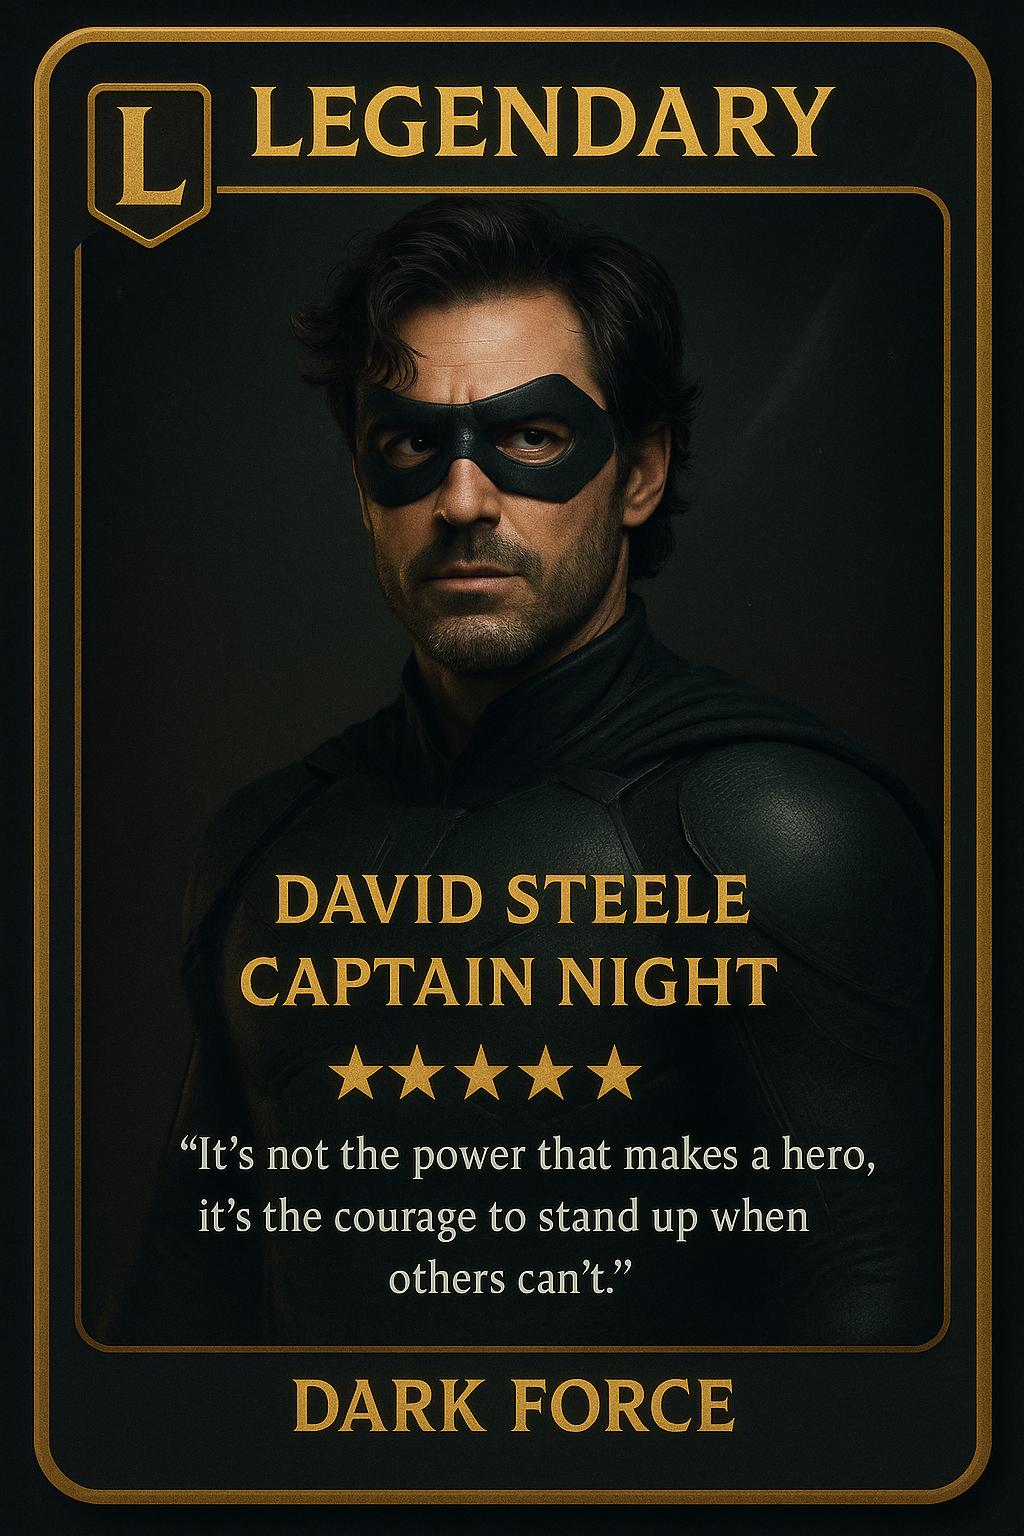 L
LEGENDARY
DAVID STEELE
CAPTAIN NIGHT
★★★★★
“It’s not the power that makes a hero,
it’s the courage to stand up when
others can’t.”
DARK FORCE